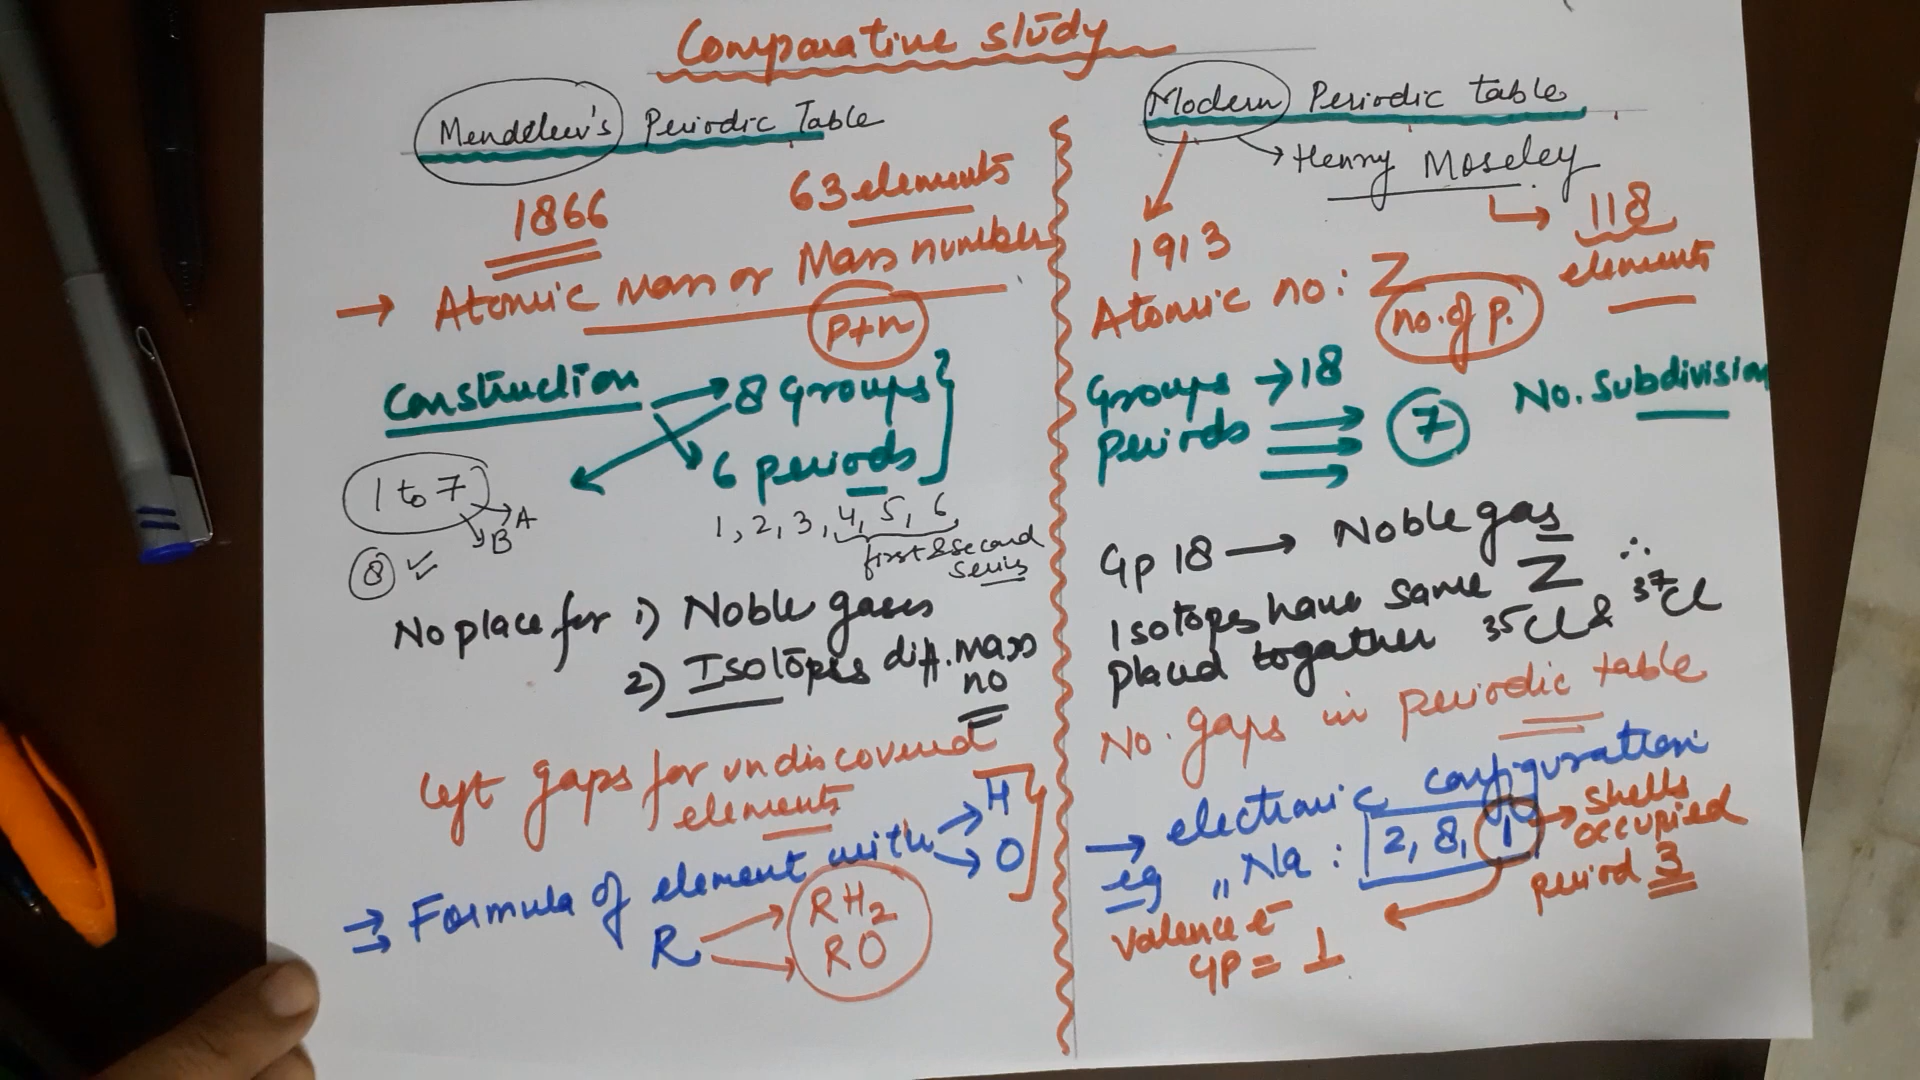 Comparative study
Mendeleev's Periodic Table
1866
63 elements
→ Atomic mass or Mass number
p+n
Construction → 8 groups
6 periods
1 to 7
A
B
8
1, 2, 3, 4, 5, 6
first & second
series
No place for 1) Noble gases
2) Isotopes diff. mass
no
left gaps for undiscovered
elements
⇒ Formula of element with
H
O
R
RH2
RO
Modern Periodic table
→ Henry Moseley
1913
118
elements
Atomic no: Z
no. of p.
Groups → 18
periods
7
No. Subdivision
Gp 18 → Noble gas
Isotopes have same Z ∴
placed togather 35Cl & 37Cl
No. gaps in periodic table
→ electronic configuration
eg ,, Na : 2, 8, 1
→ shells
occupied
period 3
valence e-
gp = 1